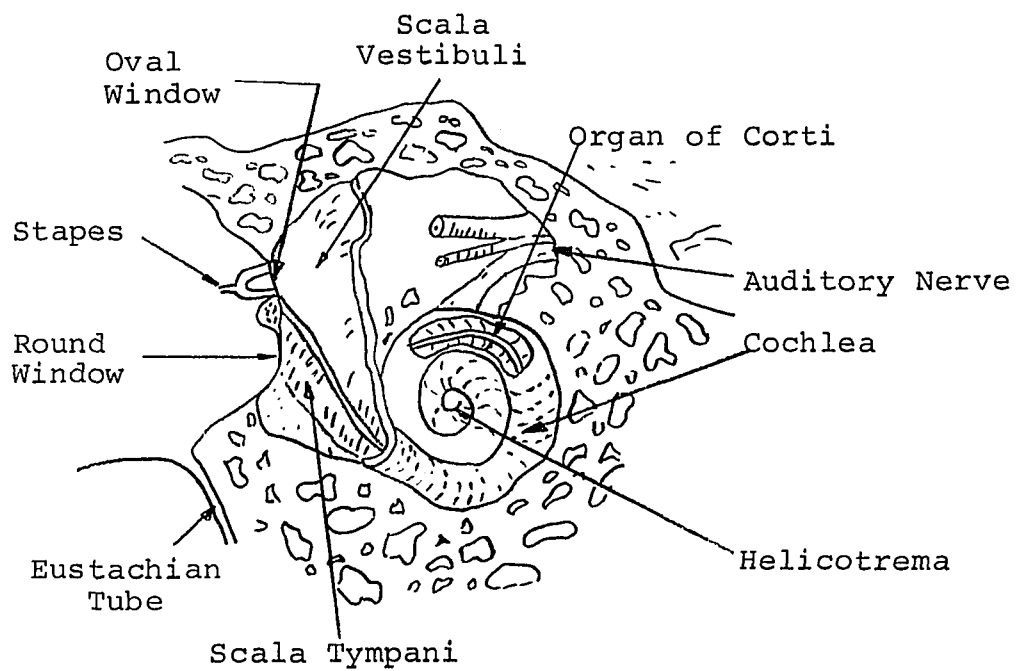 Scala
Vestibuli
Oval
Window
Organ of Corti
Stapes
Auditory Nerve
Round
Window
Cochlea
Eustachian
Tube
Helicotrema
Scala Tympani